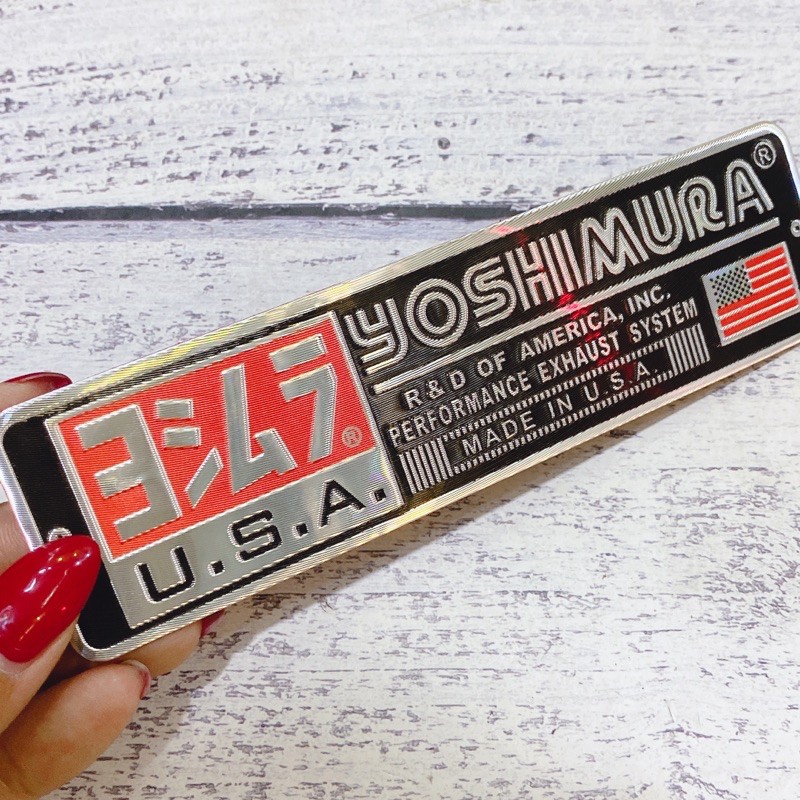 ヨシムラ®
U.S.A.
YOSHIMURA®
R&D OF AMERICA, INC.
PERFORMANCE EXHAUST SYSTEM
MADE IN U.S.A.